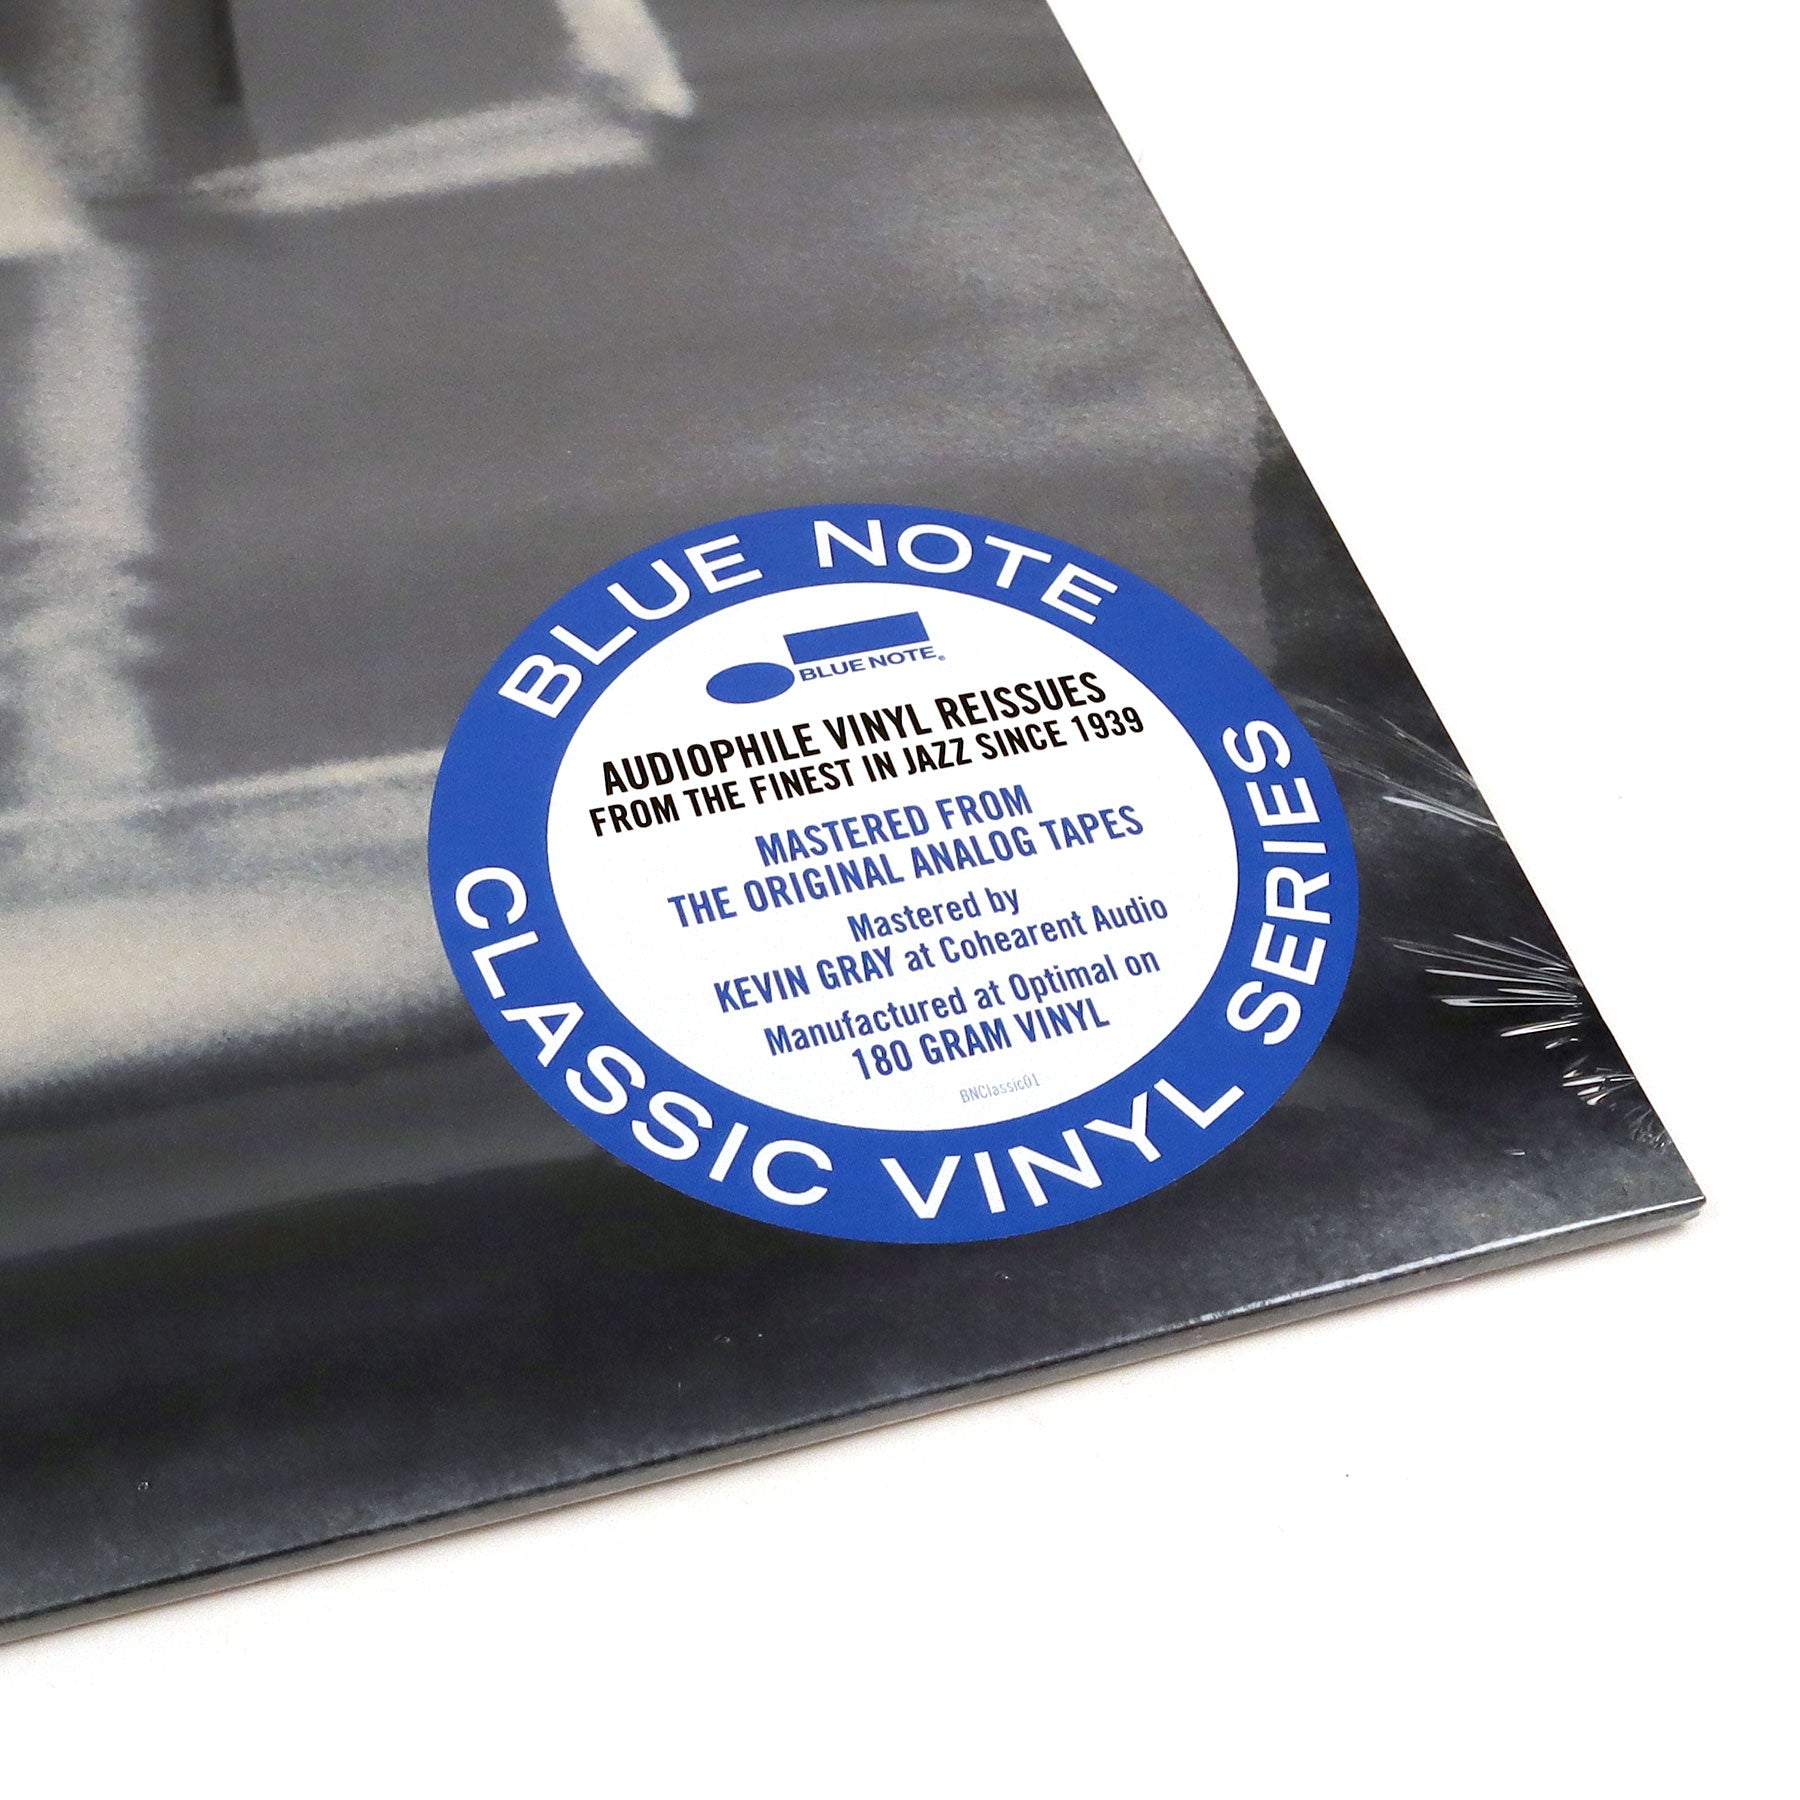 BLUE NOTE
BLUE NOTE®
AUDIOPHILE VINYL REISSUES
FROM THE FINEST IN JAZZ SINCE 1939
MASTERED FROM
THE ORIGINAL ANALOG TAPES
Mastered by
KEVIN GRAY at Cohearent Audio
Manufactured at Optimal on
180 GRAM VINYL
BNClassic01
CLASSIC VINYL SERIES